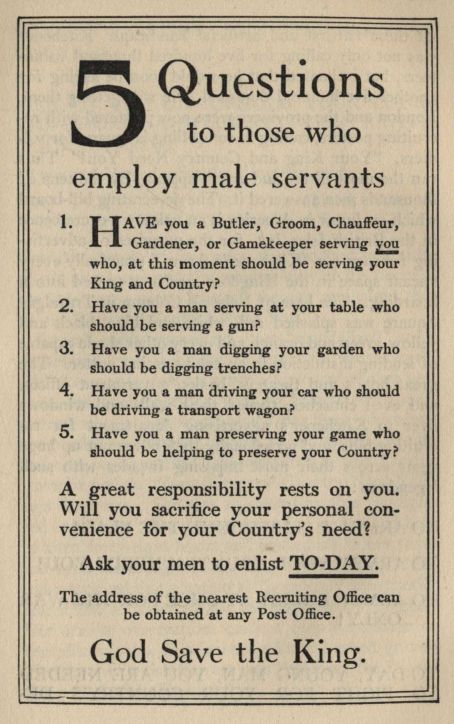 5 Questions
to those who
employ male servants
1. HAVE you a Butler, Groom, Chauffeur,
Gardener, or Gamekeeper serving you
who, at this moment should be serving your
King and Country?
2. Have you a man serving at your table who
should be serving a gun?
3. Have you a man digging your garden who
should be digging trenches?
4. Have you a man driving your car who should
be driving a transport wagon?
5. Have you a man preserving your game who
should be helping to preserve your Country?
A great responsibility rests on you.
Will you sacrifice your personal con-
venience for your Country's need?
Ask your men to enlist TO-DAY.
The address of the nearest Recruiting Office can
be obtained at any Post Office.
God Save the King.